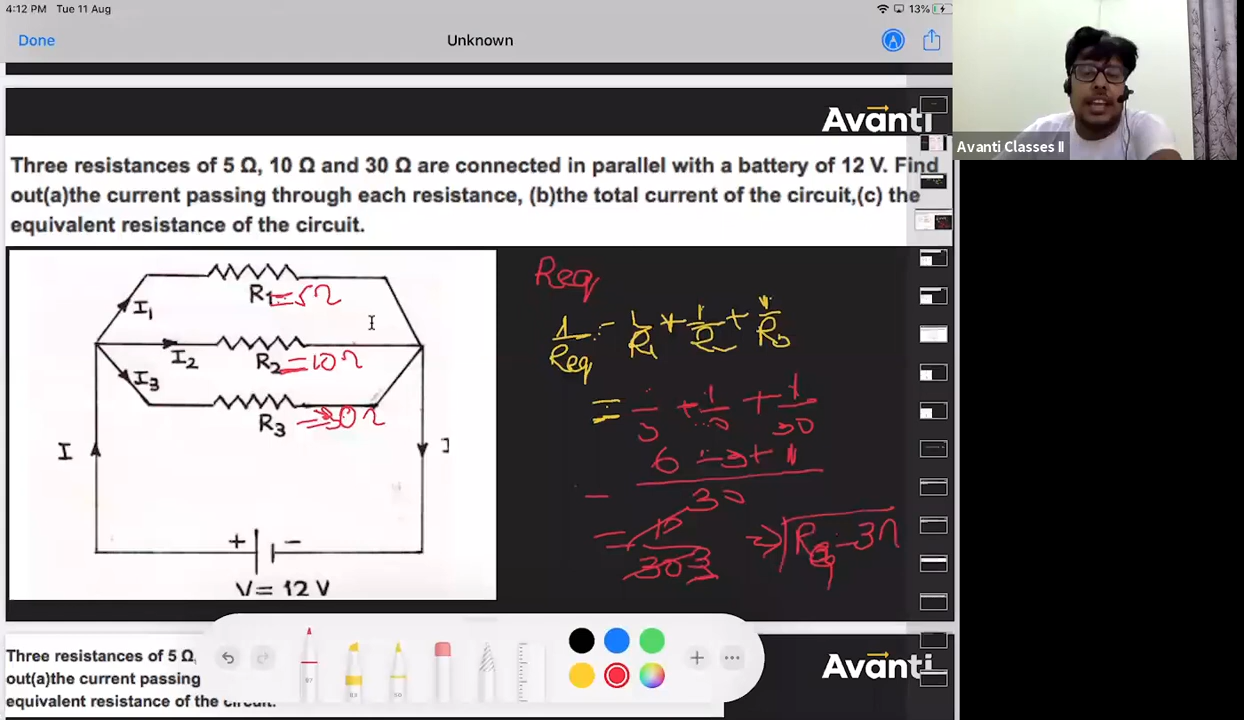 4:12 PM Tue 11 Aug
13%
Done
Unknown
Avanti
Avanti Classes II
Three resistances of 5 Ω, 10 Ω and 30 Ω are connected in parallel with a battery of 12 V. Find
out(a)the current passing through each resistance, (b)the total current of the circuit,(c) the
equivalent resistance of the circuit.
R1 = 5Ω
I1
I2
R2 = 10Ω
I3
R3 = 30Ω
I
+ −
V = 12 V
Req
1/Req = 1/R1 + 1/R2 + 1/R3
= 1/5 + 1/10 + 1/30
6 + 3 + 1
30
= 10/30 3 ⇒ Req = 3Ω
Three resistances of 5 Ω,
out(a)the current passing
equivalent resistance of the circuit.
Avanti